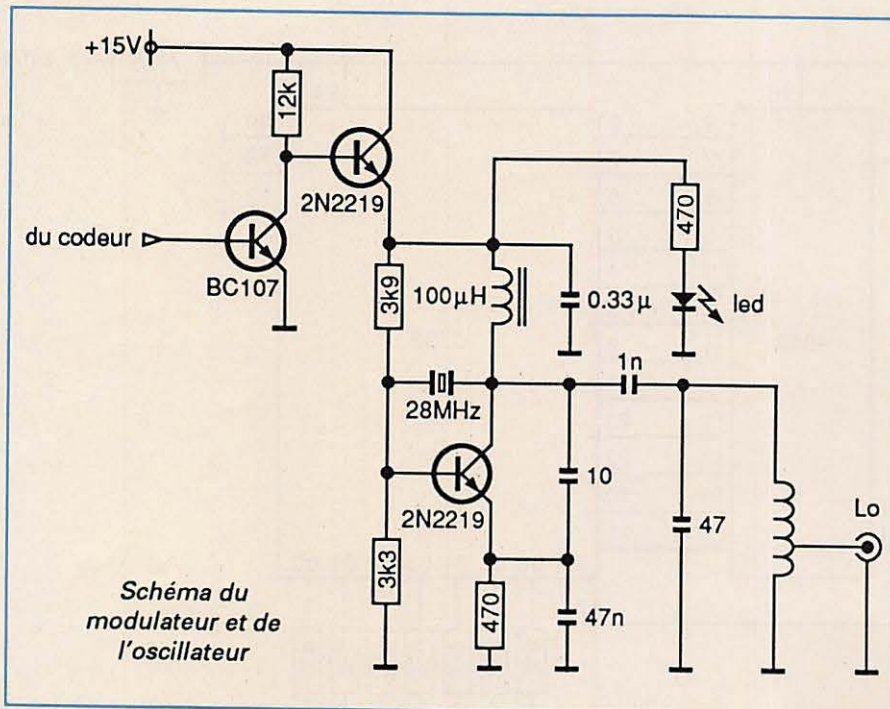 +15V
12k
2N2219
du codeur
BC107
3k9
100µH
0.33µ
470
led
28MHz
1n
2N2219
10
47
Lo
3k3
470
47n
Schéma du
modulateur et de
l'oscillateur